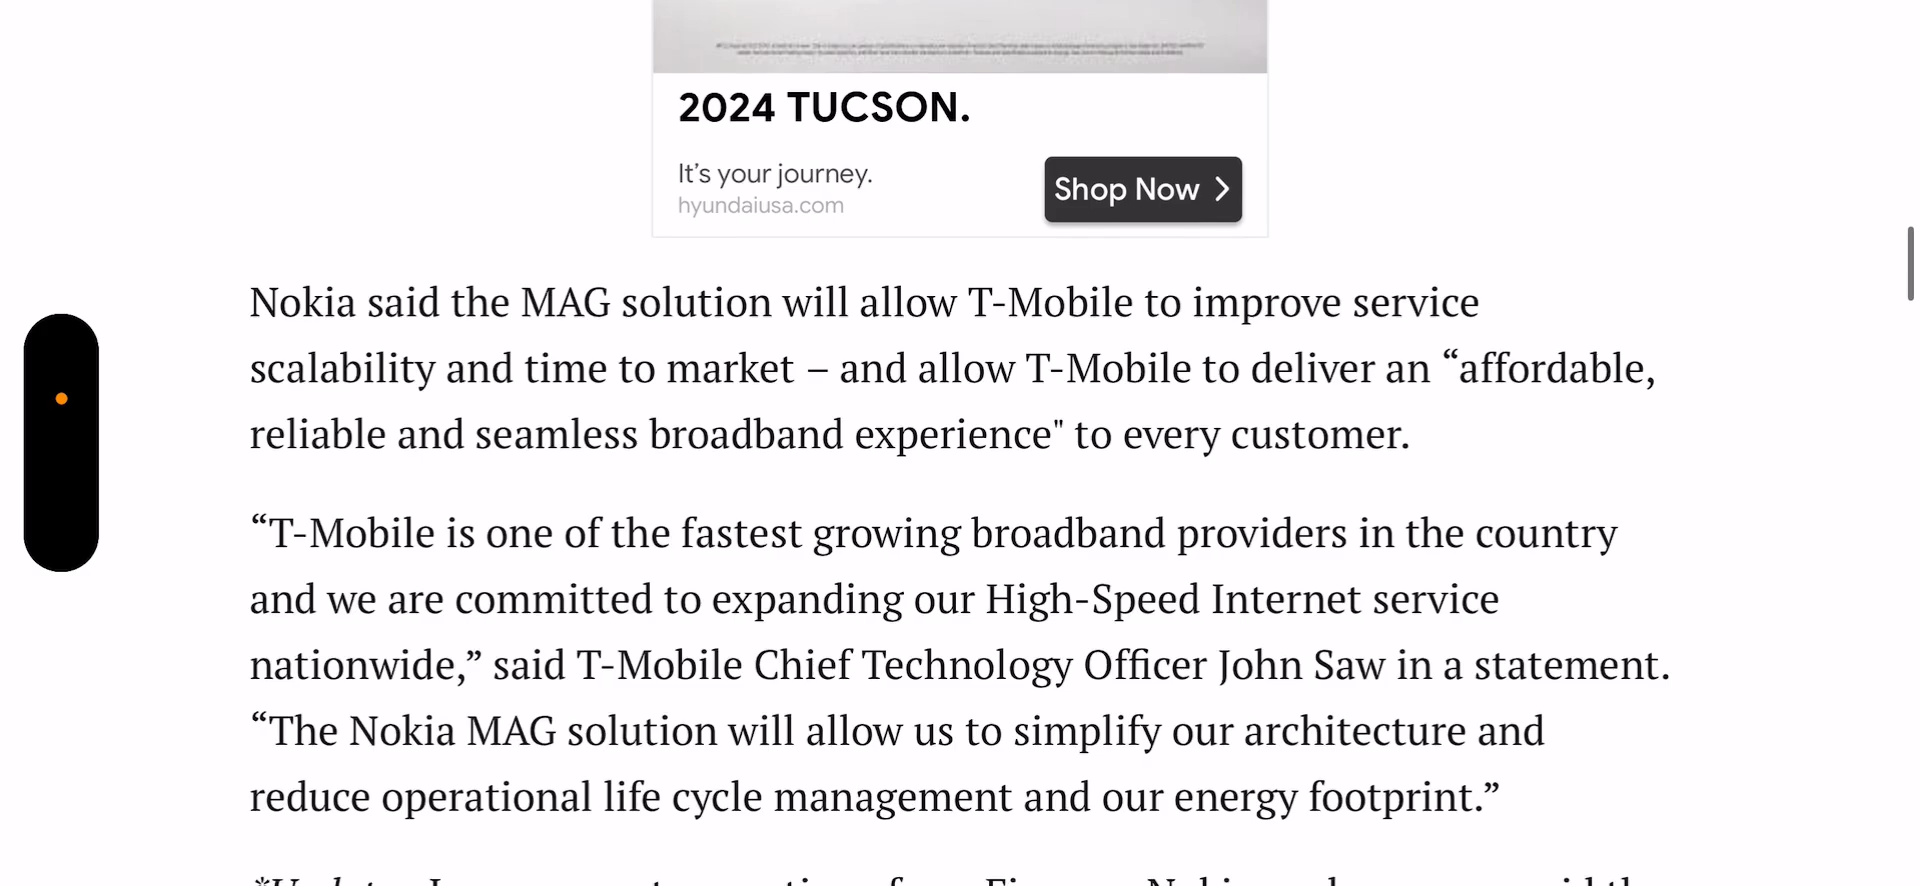 2024 TUCSON.
It’s your journey.
hyundaiusa.com
Shop Now
Nokia said the MAG solution will allow T-Mobile to improve service
scalability and time to market – and allow T-Mobile to deliver an “affordable,
reliable and seamless broadband experience" to every customer.
“T-Mobile is one of the fastest growing broadband providers in the country
and we are committed to expanding our High-Speed Internet service
nationwide,” said T-Mobile Chief Technology Officer John Saw in a statement.
“The Nokia MAG solution will allow us to simplify our architecture and
reduce operational life cycle management and our energy footprint.”